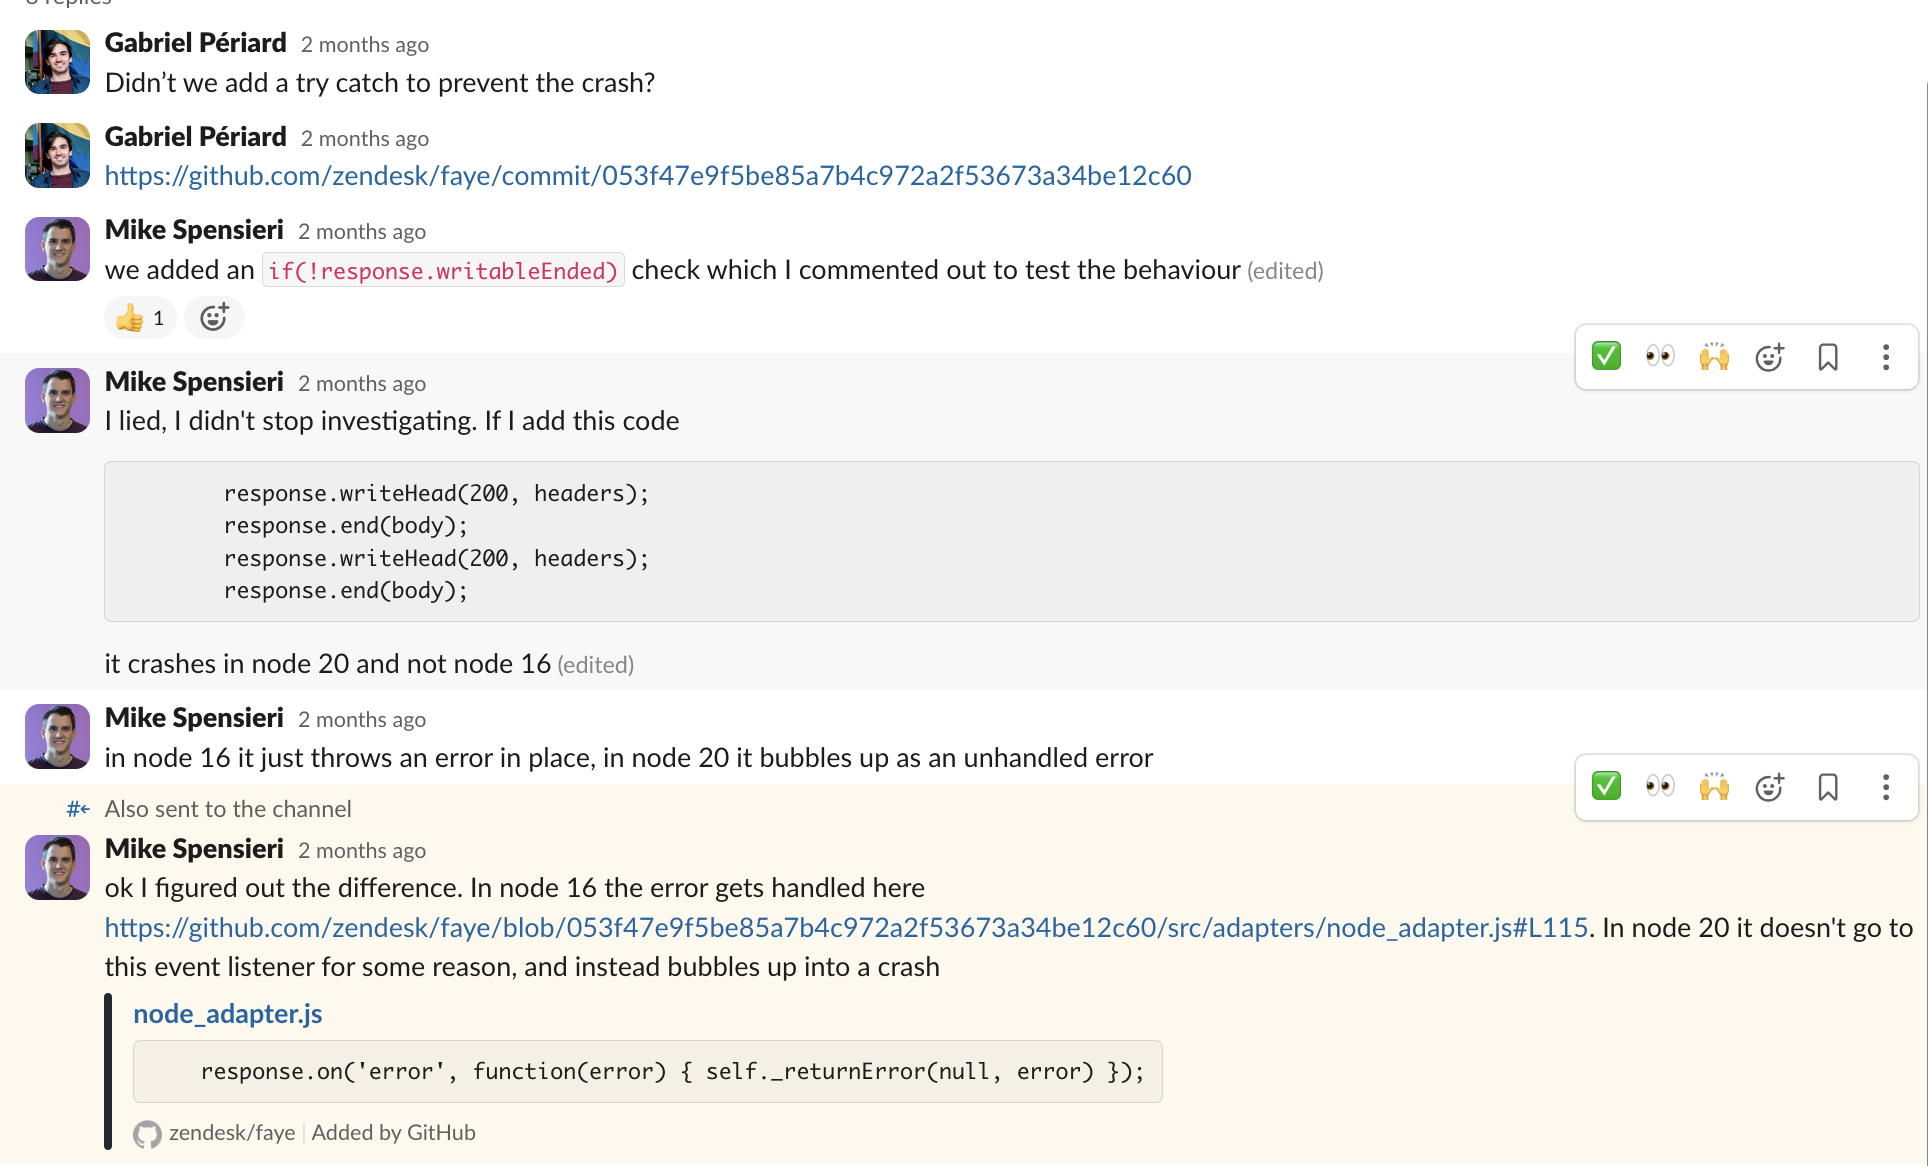 8 replies
Gabriel Périard 2 months ago
Didn’t we add a try catch to prevent the crash?
Gabriel Périard 2 months ago
https://github.com/zendesk/faye/commit/053f47e9f5be85a7b4c972a2f53673a34be12c60
Mike Spensieri 2 months ago
we added an if(!response.writableEnded) check which I commented out to test the behaviour (edited)
1
Mike Spensieri 2 months ago
I lied, I didn't stop investigating. If I add this code
response.writeHead(200, headers);
response.end(body);
response.writeHead(200, headers);
response.end(body);
it crashes in node 20 and not node 16 (edited)
Mike Spensieri 2 months ago
in node 16 it just throws an error in place, in node 20 it bubbles up as an unhandled error
Also sent to the channel
Mike Spensieri 2 months ago
ok I figured out the difference. In node 16 the error gets handled here
https://github.com/zendesk/faye/blob/053f47e9f5be85a7b4c972a2f53673a34be12c60/src/adapters/node_adapter.js#L115. In node 20 it doesn't go to
this event listener for some reason, and instead bubbles up into a crash
node_adapter.js
response.on('error', function(error) { self._returnError(null, error) });
zendesk/faye | Added by GitHub